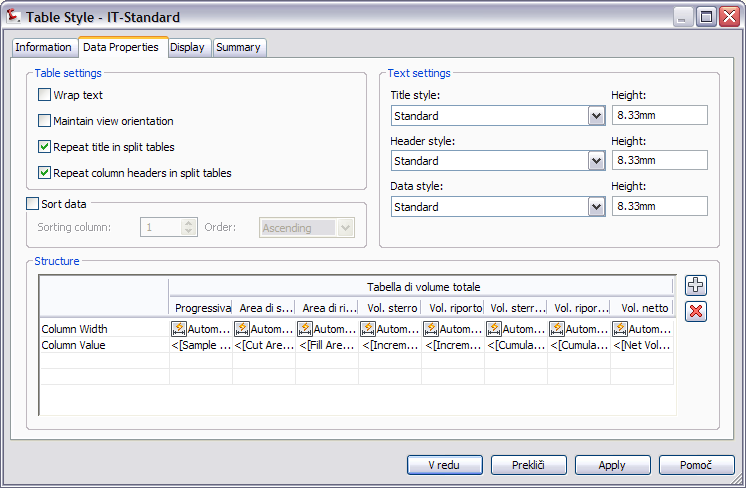 Table Style - IT-Standard
Information Data Properties Display Summary
Table settings
Wrap text
Maintain view orientation
Repeat title in split tables
Repeat column headers in split tables
Sort data
Sorting column: 1 Order: Ascending
Text settings
Title style: Height:
Standard 8.33mm
Header style: Height:
Standard 8.33mm
Data style: Height:
Standard 8.33mm
Structure
Tabella di volume totale
Progressiva Area di s... Area di ri... Vol. sterro Vol. riporto Vol. sterr... Vol. ripor... Vol. netto
Column Width Autom... Autom... Autom... Autom... Autom... Autom... Autom... Autom...
Column Value <[Sample ... <[Cut Are... <[Fill Are... <[Increm... <[Increm... <[Cumula... <[Cumula... <[Net Vol...
V redu Prekliči Apply Pomoč